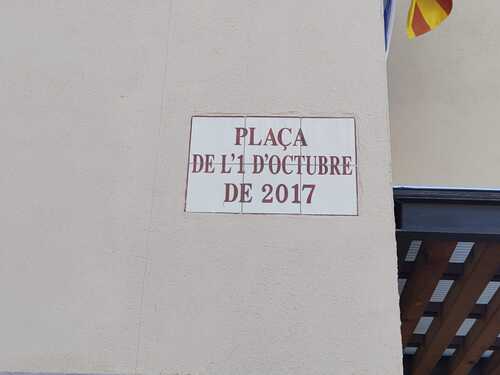 PLAÇA
DE L'1 D'OCTUBRE
DE 2017